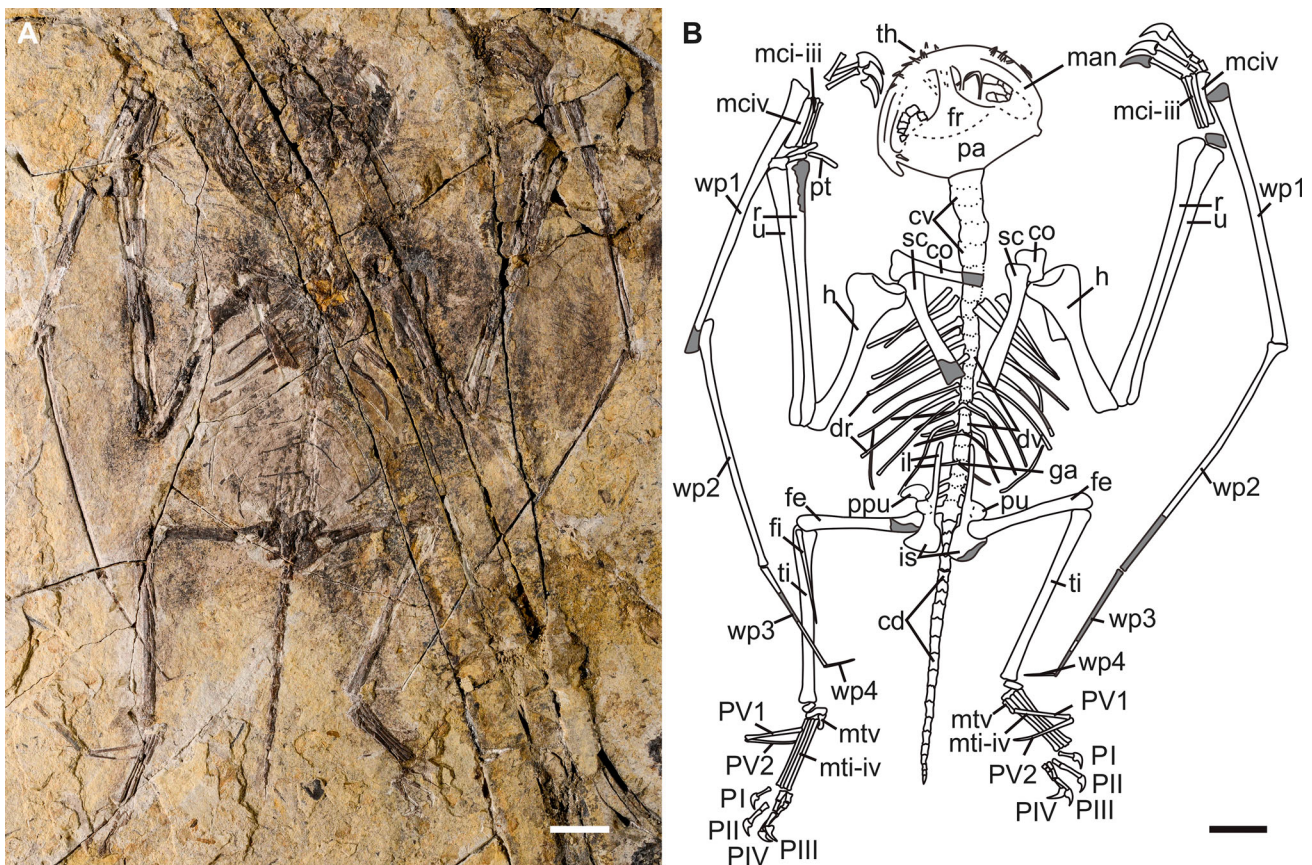 A
B
th
man
mci-iii
mciv
mciv
mci-iii
fr
pa
pt
wp1
wp1
cv
r
u
r
u
sc
co
sc
co
h
h
dr
dv
il
ga
wp2
wp2
ppu
pu
fe
fe
fi
is
ti
ti
cd
wp3
wp3
wp4
wp4
PV1
PV1
mtv
mtv
mti-iv
mti-iv
PV2
PV2
PI
PI
PII
PII
PIII
PIII
PIV
PIV